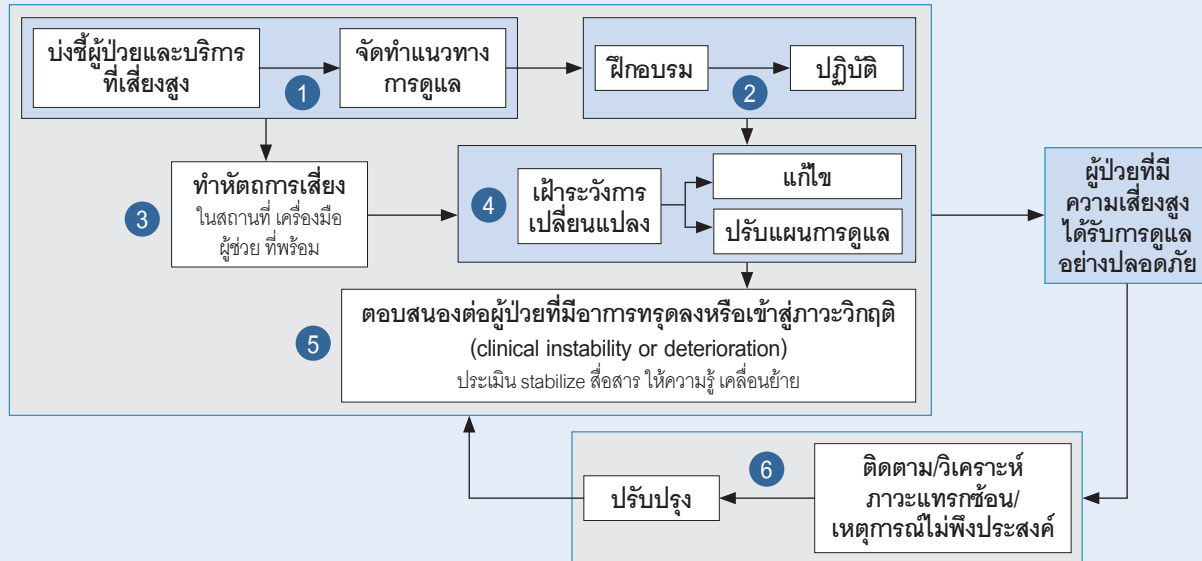 บ่งชี้ผู้ป่วยและบริการ
ที่เสี่ยงสูง
1
จัดทำแนวทาง
การดูแล
ฝึกอบรม
2
ปฏิบัติ
3
ทำหัตถการเสี่ยง
ในสถานที่ เครื่องมือ
ผู้ช่วย ที่พร้อม
4
เฝ้าระวังการ
เปลี่ยนแปลง
แก้ไข
ปรับแผนการดูแล
ผู้ป่วยที่มี
ความเสี่ยงสูง
ได้รับการดูแล
อย่างปลอดภัย
5
ตอบสนองต่อผู้ป่วยที่มีอาการทรุดลงหรือเข้าสู่ภาวะวิกฤติ
(clinical instability or deterioration)
ประเมิน stabilize สื่อสาร ให้ความรู้ เคลื่อนย้าย
6
ติดตาม/วิเคราะห์
ภาวะแทรกซ้อน/
เหตุการณ์ไม่พึงประสงค์
ปรับปรุง